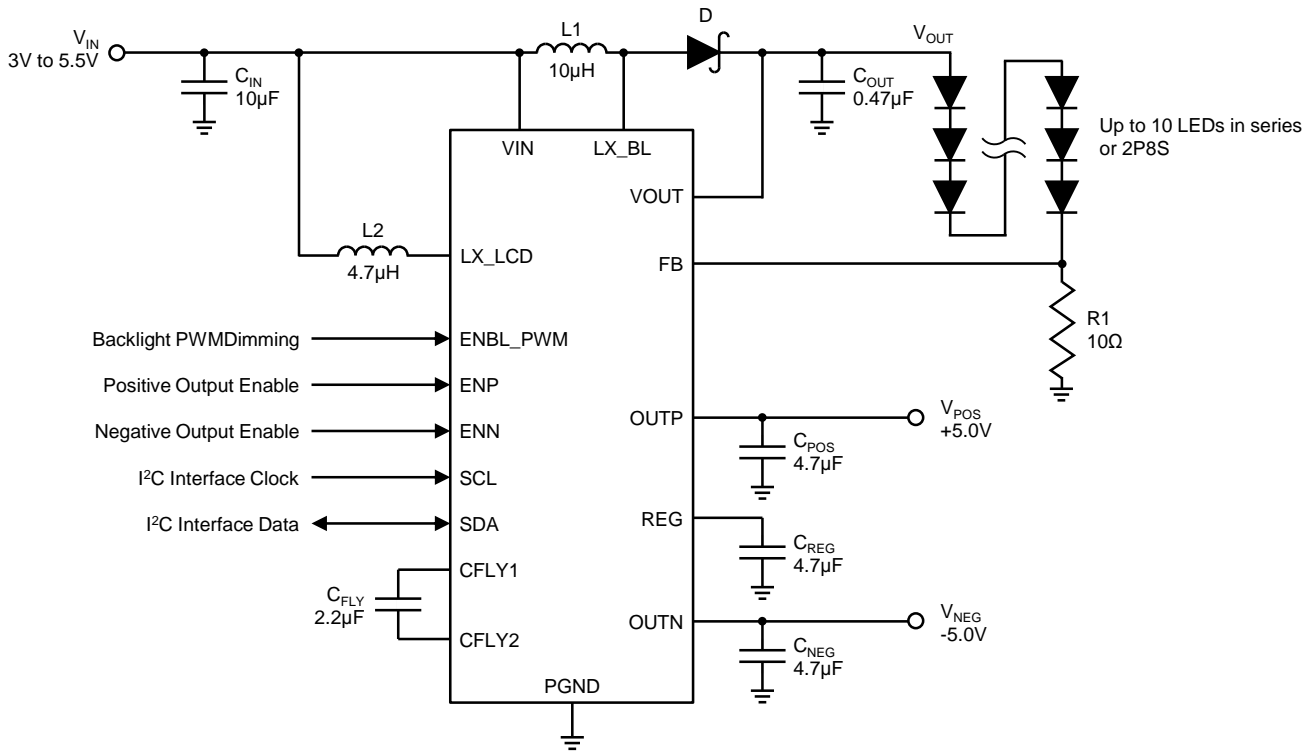 V_IN
3V to 5.5V
C_IN
10µF
L1
10µH
D
V_OUT
C_OUT
0.47µF
Up to 10 LEDs in series
or 2P8S
VIN
LX_BL
VOUT
L2
4.7µH
LX_LCD
FB
R1
10Ω
Backlight PWMDimming
ENBL_PWM
Positive Output Enable
ENP
Negative Output Enable
ENN
I²C Interface Clock
SCL
I²C Interface Data
SDA
OUTP
V_POS
+5.0V
C_POS
4.7µF
REG
C_REG
4.7µF
CFLY1
C_FLY
2.2µF
CFLY2
OUTN
V_NEG
-5.0V
C_NEG
4.7µF
PGND